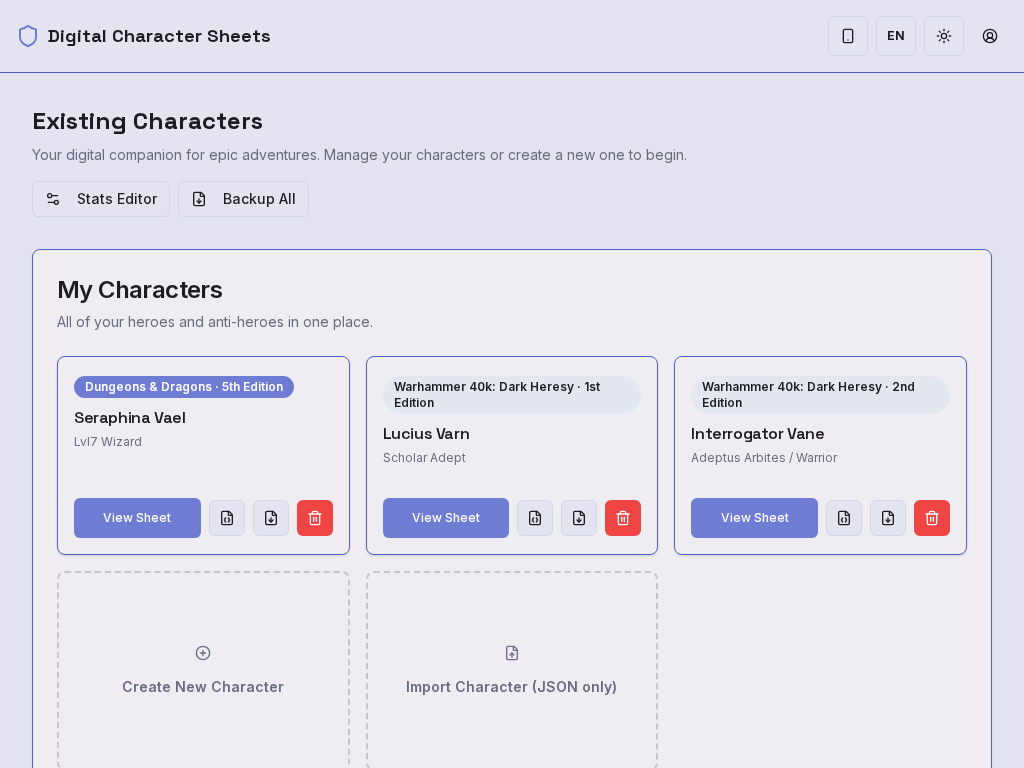 Digital Character Sheets
EN
Existing Characters
Your digital companion for epic adventures. Manage your characters or create a new one to begin.
Stats Editor
Backup All
My Characters
All of your heroes and anti-heroes in one place.
Dungeons & Dragons · 5th Edition
Seraphina Vael
Lvl7 Wizard
View Sheet
Warhammer 40k: Dark Heresy · 1st
Edition
Lucius Varn
Scholar Adept
View Sheet
Warhammer 40k: Dark Heresy · 2nd
Edition
Interrogator Vane
Adeptus Arbites / Warrior
View Sheet
Create New Character
Import Character (JSON only)